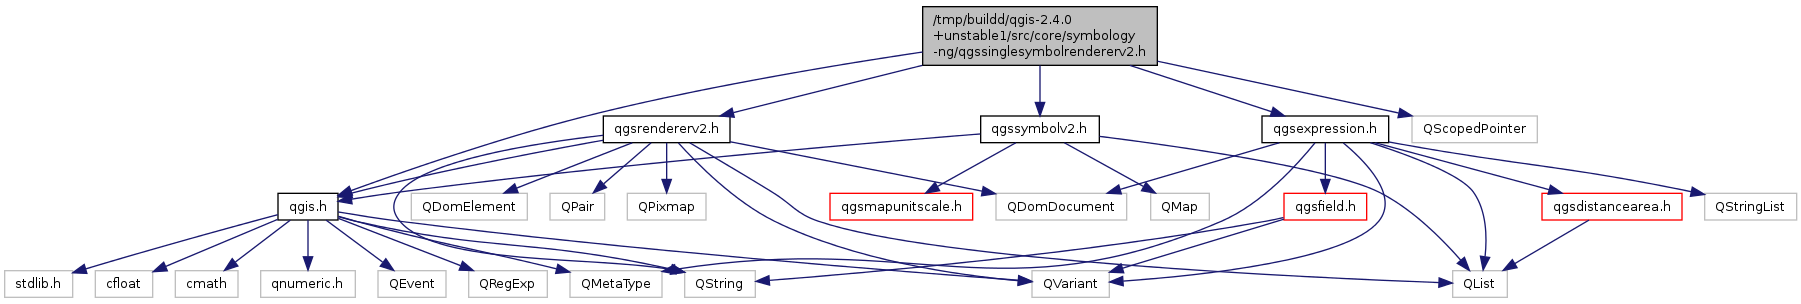 /tmp/buildd/qgis-2.4.0
+unstable1/src/core/symbology
-ng/qgssinglesymbolrendererv2.h
qgsrendererv2.h
qgssymbolv2.h
qgsexpression.h
QScopedPointer
qgis.h
QDomElement
QPair
QPixmap
qgsmapunitscale.h
QDomDocument
QMap
qgsfield.h
qgsdistancearea.h
QStringList
stdlib.h
cfloat
cmath
qnumeric.h
QEvent
QRegExp
QMetaType
QString
QVariant
QList